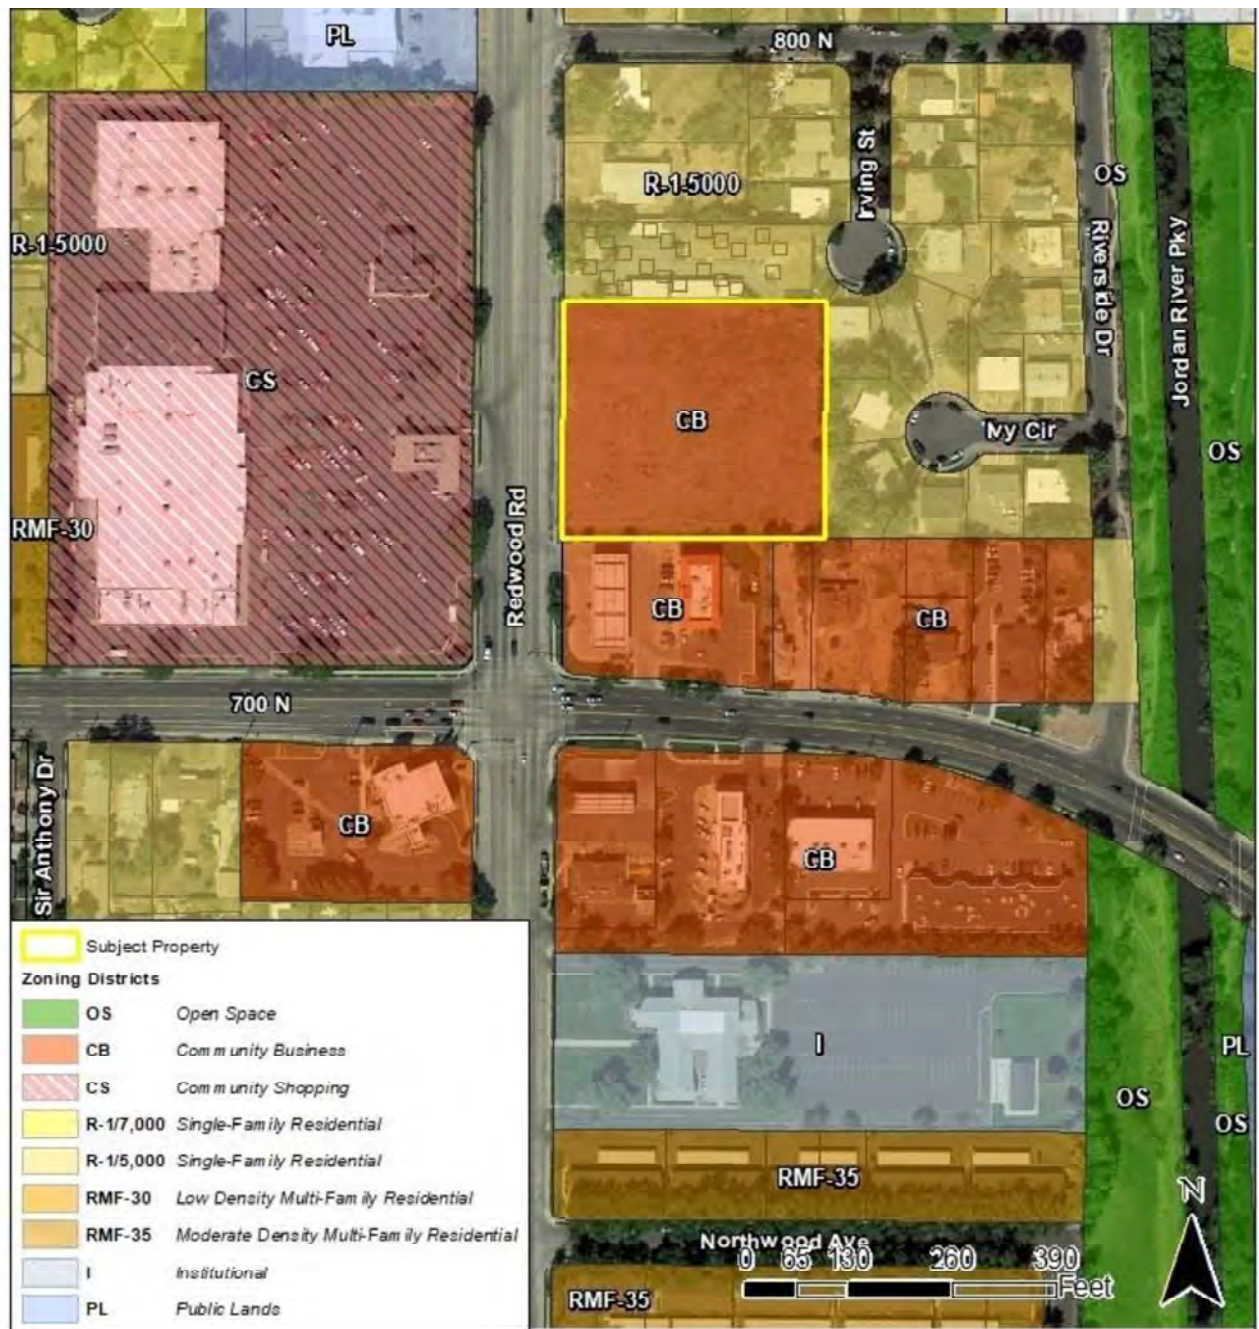 PL
800 N
R-1-5000
Irving St
OS
Riverside Dr
Jordan River Pky
R-1-5000
CS
CB
Ivy Cir
OS
RMF-30
Redwood Rd
CB
CB
700 N
Sir Anthony Dr
CB
CB
I
PL
OS
OS
RMF-35
N
Northwood Ave
0 65 130 260 390
Feet
RMF-35
Subject Property
Zoning Districts
OS Open Space
CB Community Business
CS Community Shopping
R-1/7,000 Single-Family Residential
R-1/5,000 Single-Family Residential
RMF-30 Low Density Multi-Family Residential
RMF-35 Moderate Density Multi-Family Residential
I Institutional
PL Public Lands